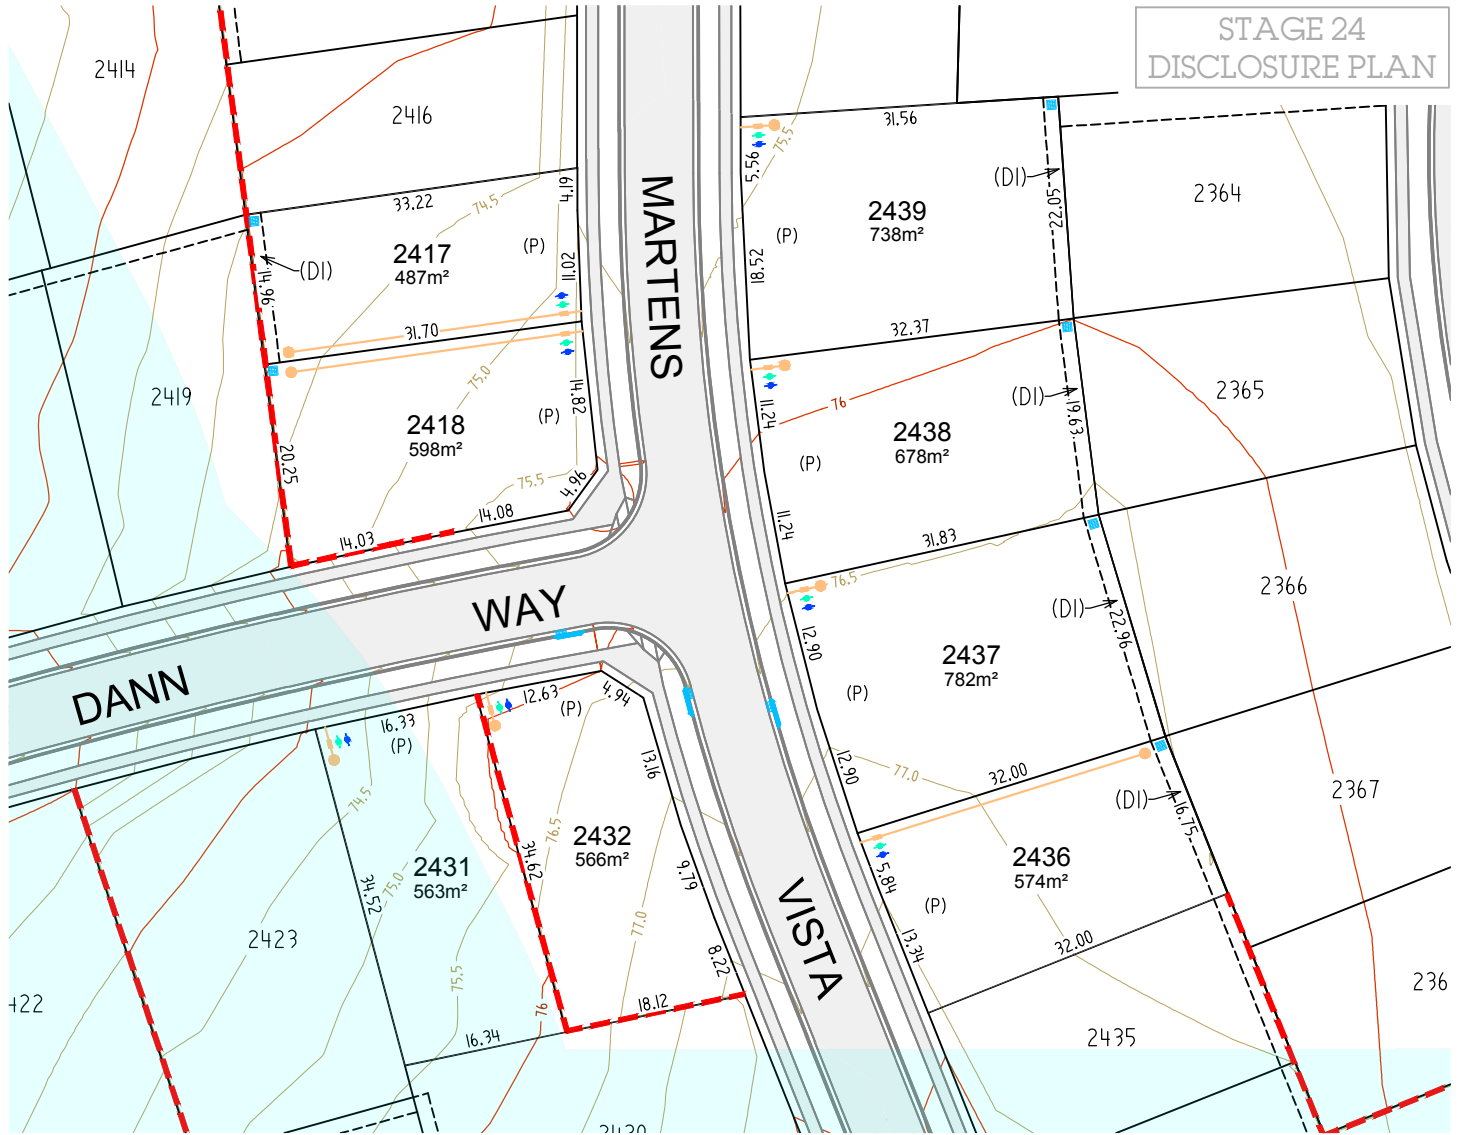 STAGE 24
DISCLOSURE PLAN
2414
2416
33.22
74.5
4.19
2417
487m²
(P)
11.02
(DI)
14.96
31.70
75.0
14.82
2418
598m²
(P)
2419
20.25
75.5
4.96
14.08
14.03
MARTENS
VISTA
DANN
WAY
31.56
75.5
5.56
2439
738m²
(P)
18.52
(DI)
22.05
2364
32.37
76
11.24
2438
678m²
(P)
(DI)
19.63
2365
11.24
31.83
76.5
2366
12.90
2437
782m²
(P)
(DI)
22.96
12.90
77.0
32.00
2367
(DI)
16.75
2436
574m²
5.84
(P)
13.34
32.00
236
2435
12.63
(P)
4.94
16.33
(P)
13.16
74.5
76.5
2432
566m²
34.62
2431
563m²
75.0
34.52
9.79
2423
77.0
8.22
75.5
76
18.12
16.34
422
2430